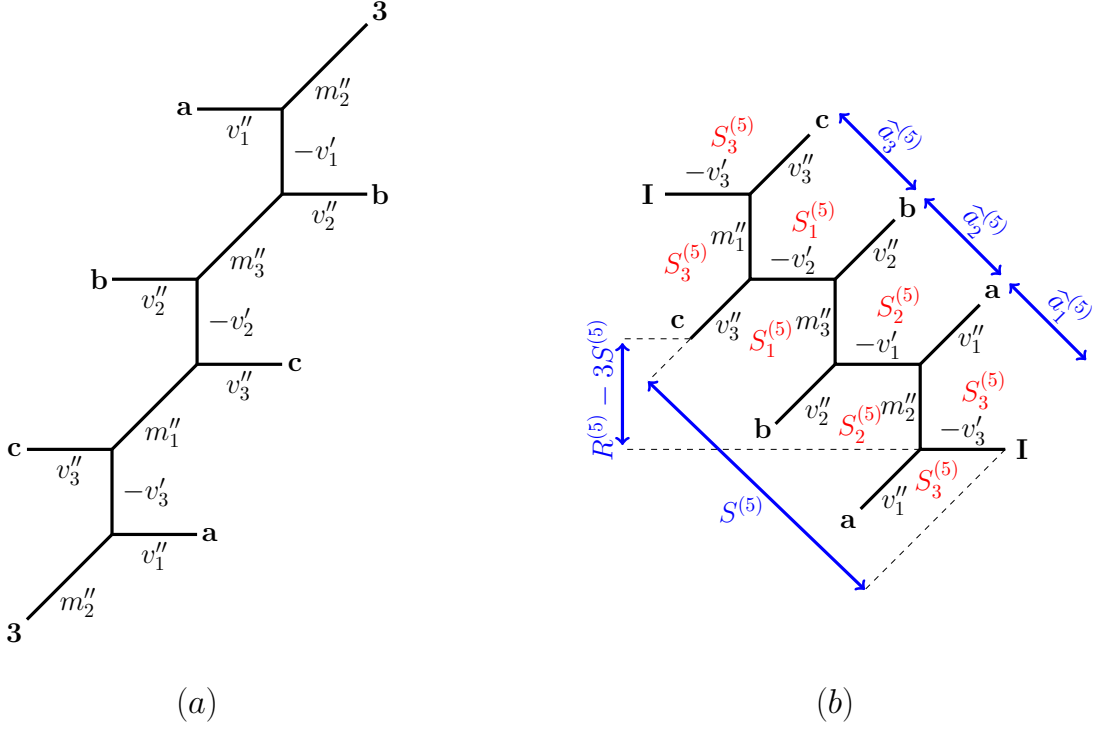 3
a
m''_2
v''_1
-v'_1
b
v''_2
m''_3
b
v''_2
-v'_2
c
v''_3
m''_1
c
v''_3
-v'_3
a
v''_1
m''_2
3
(a)
c
\widehat{a_3}^{(5)}
S_3^{(5)}
-v'_3
v''_3
I
b
\widehat{a_2}^{(5)}
S_1^{(5)}
m''_1
-v'_2
v''_2
S_3^{(5)}
a
\widehat{a_1}^{(5)}
S_2^{(5)}
c
v''_3
S_1^{(5)}
m''_3
-v'_1
v''_1
R^{(5)} - 3S^{(5)}
S_3^{(5)}
b
v''_2
S_2^{(5)}
m''_2
-v'_3
I
S_3^{(5)}
v''_1
a
S^{(5)}
(b)